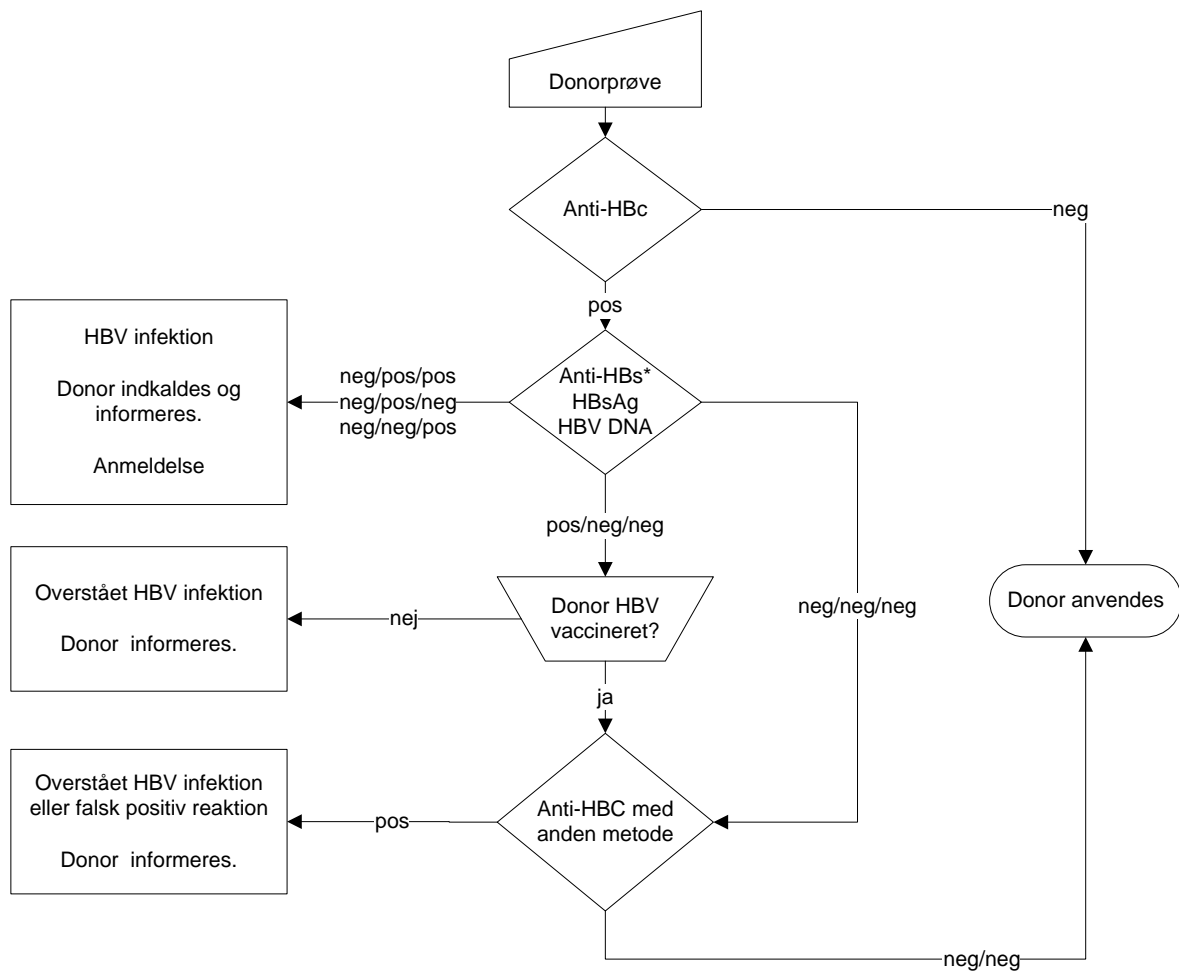 Donorprøve
Anti-HBc
neg
pos
HBV infektion
Donor indkaldes og
informeres.
Anmeldelse
neg/pos/pos
neg/pos/neg
neg/neg/pos
Anti-HBs*
HBsAg
HBV DNA
pos/neg/neg
neg/neg/neg
Overstået HBV infektion
Donor informeres.
nej
Donor HBV
vaccineret?
Donor anvendes
ja
Overstået HBV infektion
eller falsk positiv reaktion
Donor informeres.
pos
Anti-HBC med
anden metode
neg/neg